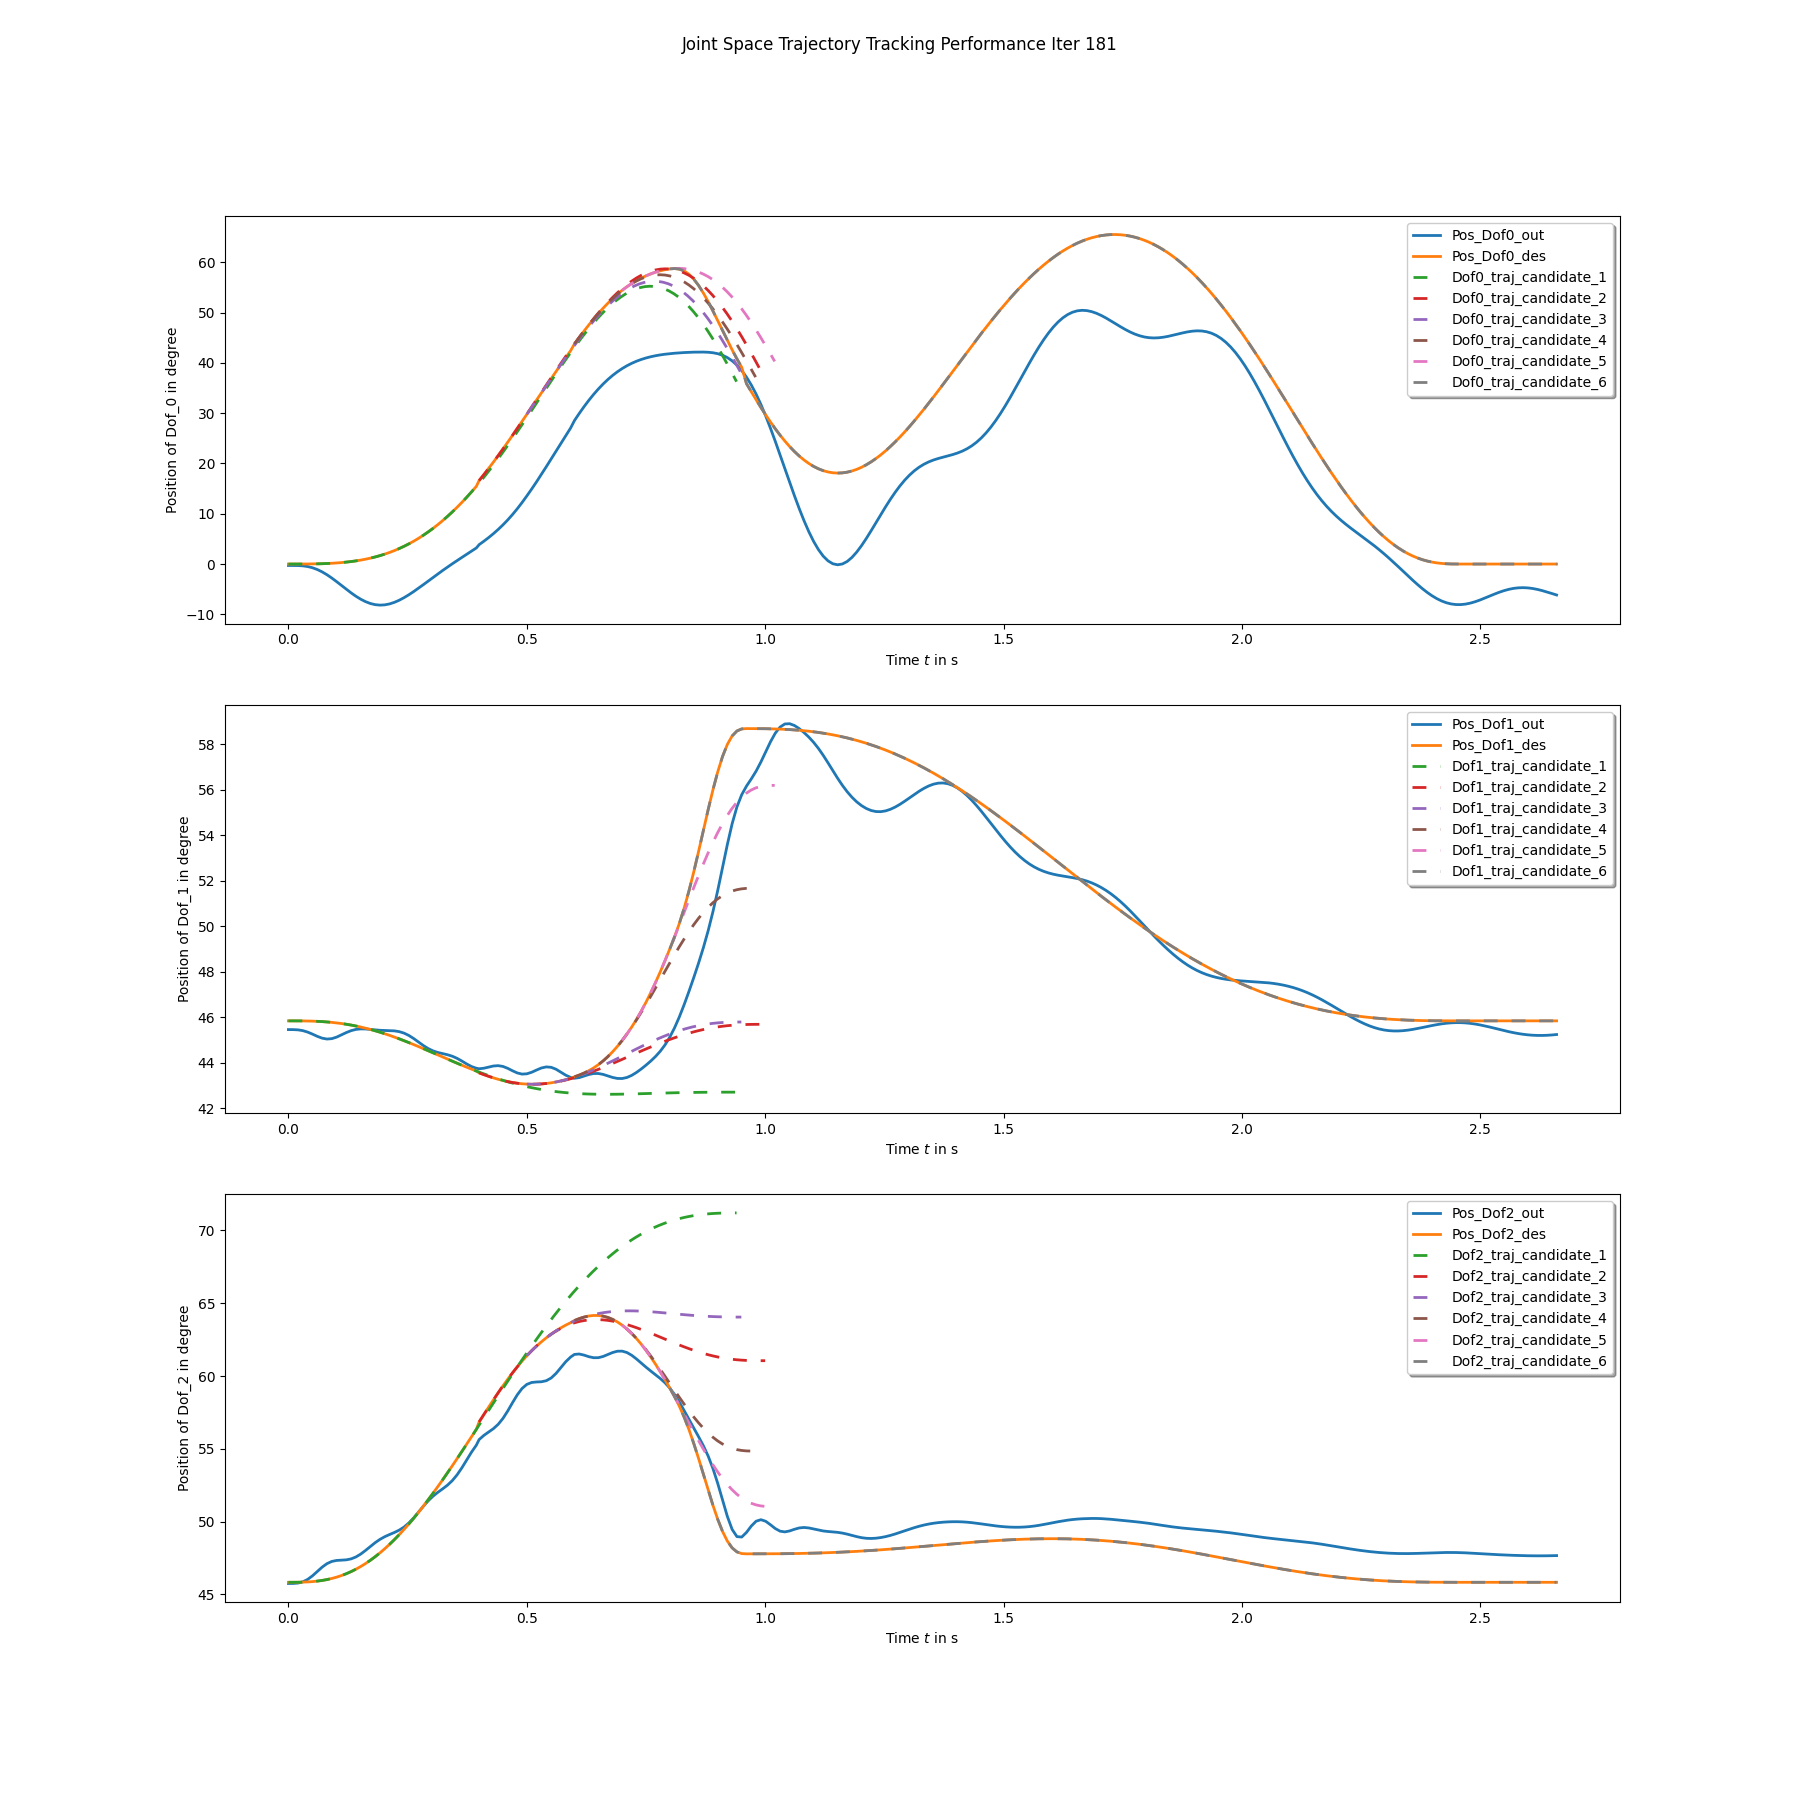 Joint Space Trajectory Tracking Performance Iter 181
Position of Dof_0 in degree
60
50
40
30
20
10
0
−10
0.0 0.5 1.0 1.5 2.0 2.5
Time t in s
Pos_Dof0_out
Pos_Dof0_des
Dof0_traj_candidate_1
Dof0_traj_candidate_2
Dof0_traj_candidate_3
Dof0_traj_candidate_4
Dof0_traj_candidate_5
Dof0_traj_candidate_6
Position of Dof_1 in degree
58
56
54
52
50
48
46
44
42
0.0 0.5 1.0 1.5 2.0 2.5
Time t in s
Pos_Dof1_out
Pos_Dof1_des
Dof1_traj_candidate_1
Dof1_traj_candidate_2
Dof1_traj_candidate_3
Dof1_traj_candidate_4
Dof1_traj_candidate_5
Dof1_traj_candidate_6
Position of Dof_2 in degree
70
65
60
55
50
45
0.0 0.5 1.0 1.5 2.0 2.5
Time t in s
Pos_Dof2_out
Pos_Dof2_des
Dof2_traj_candidate_1
Dof2_traj_candidate_2
Dof2_traj_candidate_3
Dof2_traj_candidate_4
Dof2_traj_candidate_5
Dof2_traj_candidate_6